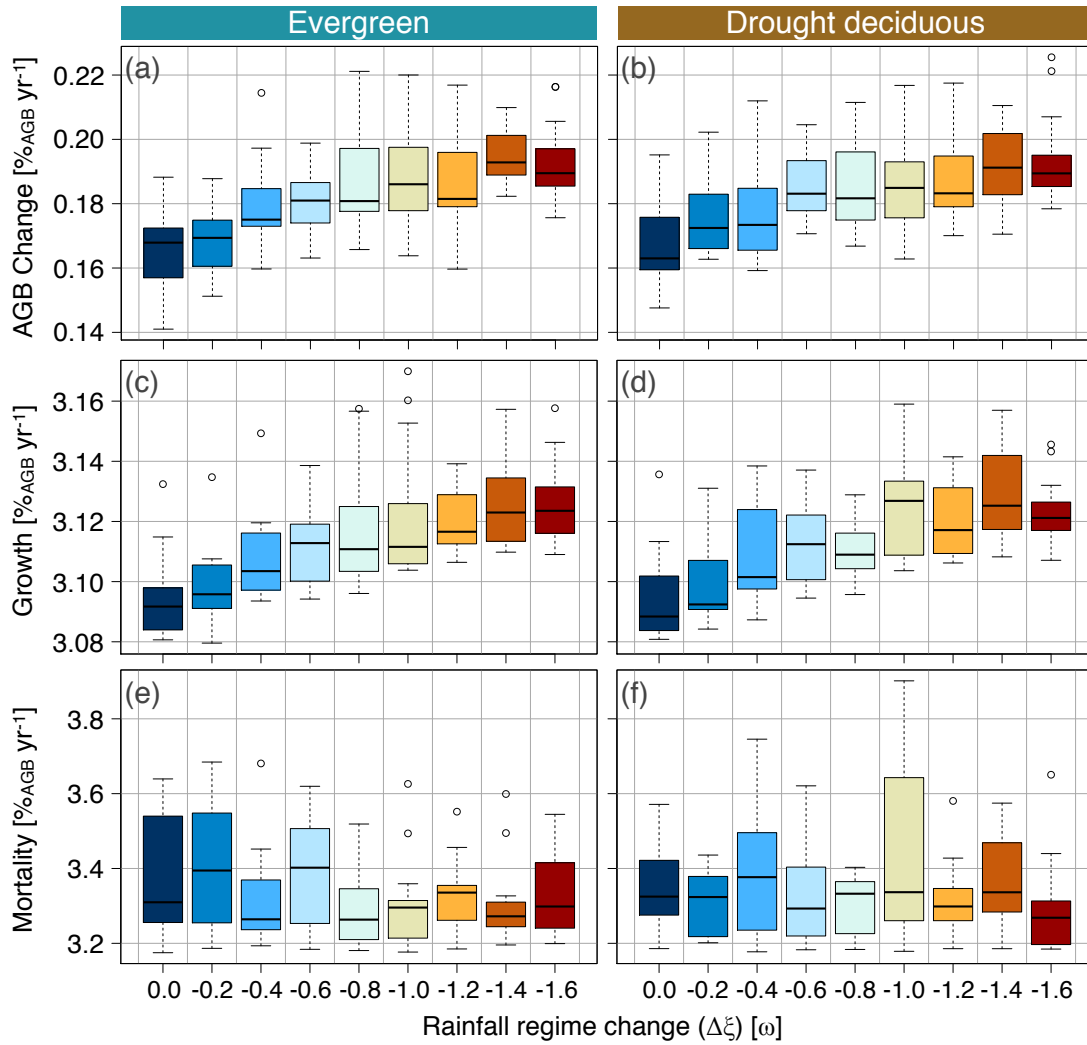 Evergreen Drought deciduous
(a) (b)
AGB Change [%AGB yr-1]
0.22
0.20
0.18
0.16
0.14
(c) (d)
Growth [%AGB yr-1]
3.16
3.14
3.12
3.10
3.08
(e) (f)
Mortality [%AGB yr-1]
3.8
3.6
3.4
3.2
0.0 -0.2 -0.4 -0.6 -0.8 -1.0 -1.2 -1.4 -1.6 0.0 -0.2 -0.4 -0.6 -0.8 -1.0 -1.2 -1.4 -1.6
Rainfall regime change (Δξ) [ω]